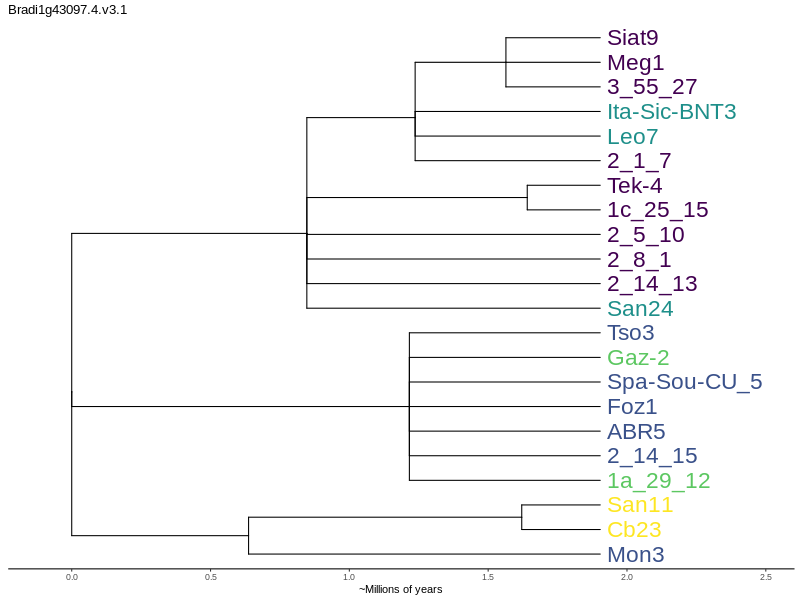 Bradi1g43097.4.v3.1
Siat9
Meg1
3_55_27
Ita-Sic-BNT3
Leo7
2_1_7
Tek-4
1c_25_15
2_5_10
2_8_1
2_14_13
San24
Tso3
Gaz-2
Spa-Sou-CU_5
Foz1
ABR5
2_14_15
1a_29_12
San11
Cb23
Mon3
0.0 0.5 1.0 1.5 2.0 2.5
~Millions of years